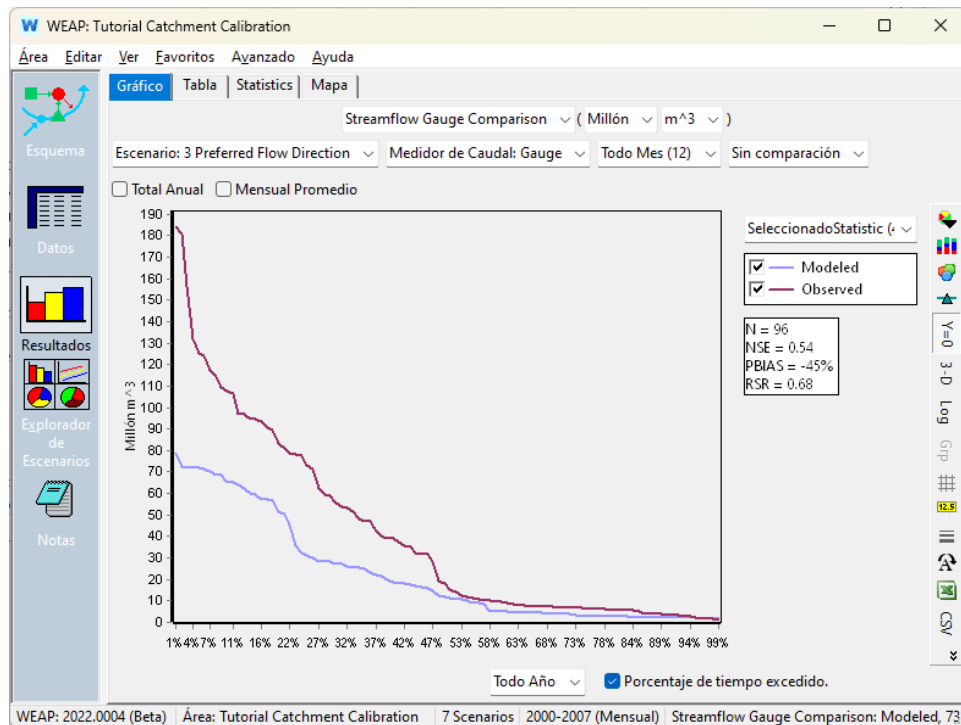 WEAP: Tutorial Catchment Calibration
Área Editar Ver Favoritos Avanzado Ayuda
Esquema
Datos
Resultados
Explorador
de
Escenarios
Notas
Gráfico Tabla Statistics Mapa
Streamflow Gauge Comparison ( Millón m^3 )
Escenario: 3 Preferred Flow Direction Medidor de Caudal: Gauge Todo Mes (12) Sin comparación
Total Anual Mensual Promedio
Millón m^3
190
180
170
160
150
140
130
120
110
100
90
80
70
60
50
40
30
20
10
0
1% 4% 7% 11% 16% 22% 27% 32% 37% 42% 47% 53% 58% 63% 68% 73% 78% 84% 89% 94% 99%
SeleccionadoStatistic (4
Modeled
Observed
N = 96
NSE = 0.54
PBIAS = -45%
RSR = 0.68
Y=0
3-D
Log
Grp
12.5
A
CSV
Todo Año Porcentaje de tiempo excedido.
WEAP: 2022.0004 (Beta) Área: Tutorial Catchment Calibration 7 Scenarios 2000-2007 (Mensual) Streamflow Gauge Comparison: Modeled, 73